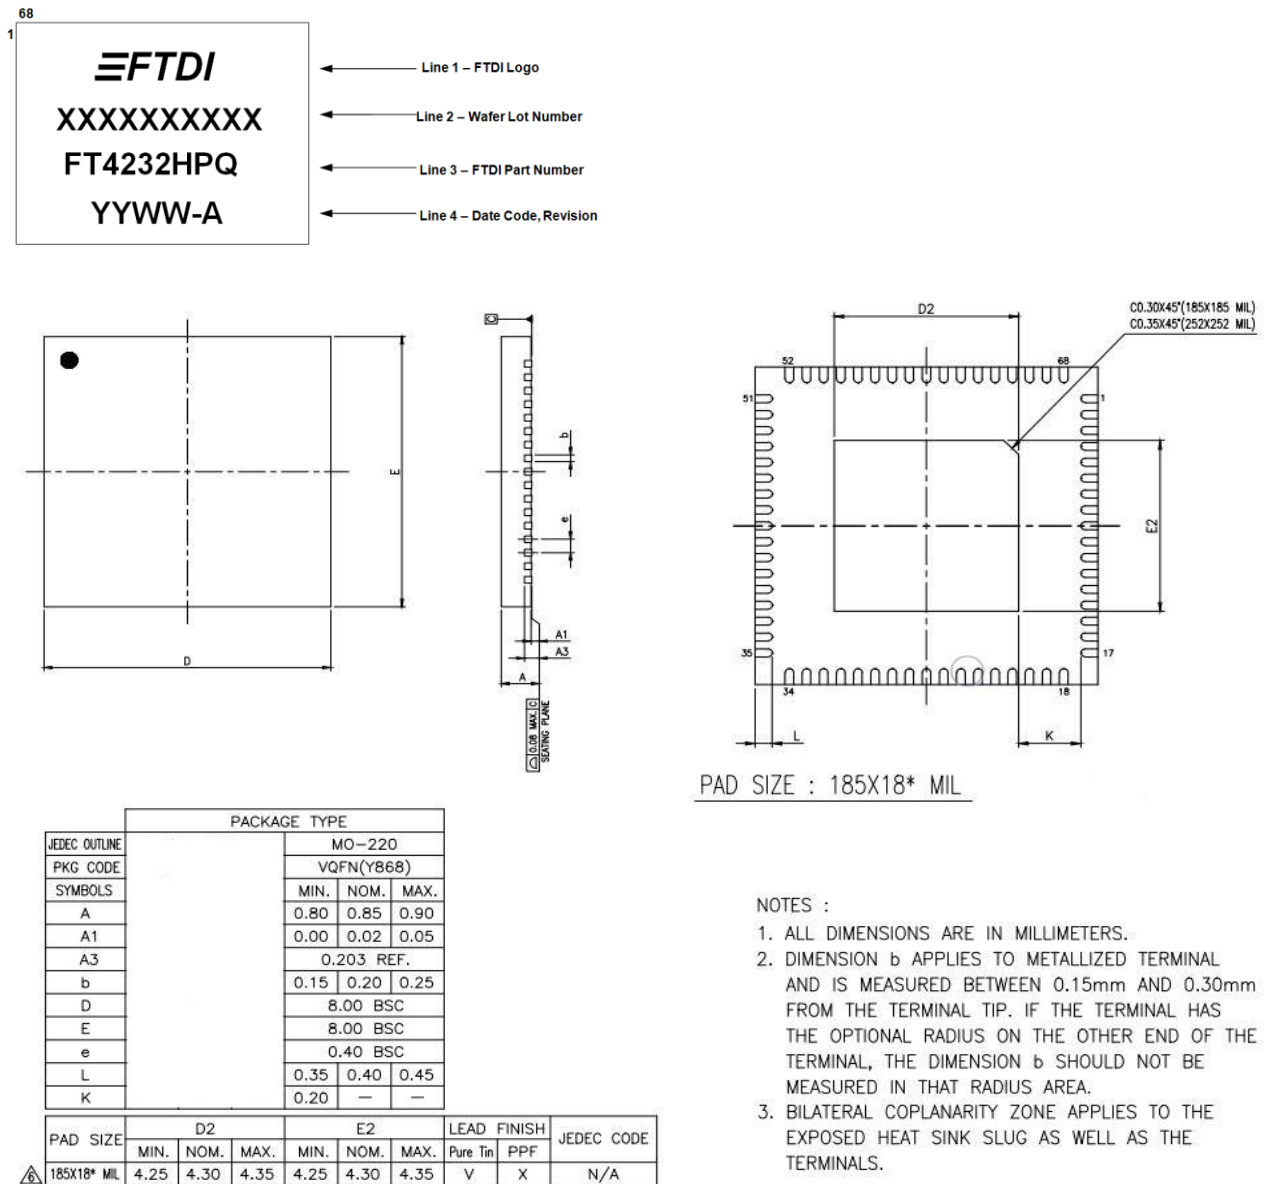 68
1
FTDI
Line 1 – FTDI Logo
XXXXXXXXXX
Line 2 – Wafer Lot Number
FT4232HPQ
Line 3 – FTDI Part Number
YYWW-A
Line 4 – Date Code, Revision
E
D
C
b
e
A1
A3
A
0.08 MAX. C
SEATING PLANE
D2
C0.30X45°(185X185 MIL)
C0.35X45°(252X252 MIL)
52
68
51
1
E2
35
17
34
18
L
K
PAD SIZE : 185X18* MIL
PACKAGE TYPE
JEDEC OUTLINE MO-220
PKG CODE VQFN(Y868)
SYMBOLS MIN. NOM. MAX.
A 0.80 0.85 0.90
A1 0.00 0.02 0.05
A3 0.203 REF.
b 0.15 0.20 0.25
D 8.00 BSC
E 8.00 BSC
e 0.40 BSC
L 0.35 0.40 0.45
K 0.20 — —
PAD SIZE D2 E2 LEAD FINISH JEDEC CODE
MIN. NOM. MAX. MIN. NOM. MAX. Pure Tin PPF
6 185X18* MIL 4.25 4.30 4.35 4.25 4.30 4.35 V X N/A
NOTES :
1. ALL DIMENSIONS ARE IN MILLIMETERS.
2. DIMENSION b APPLIES TO METALLIZED TERMINAL
AND IS MEASURED BETWEEN 0.15mm AND 0.30mm
FROM THE TERMINAL TIP. IF THE TERMINAL HAS
THE OPTIONAL RADIUS ON THE OTHER END OF THE
TERMINAL, THE DIMENSION b SHOULD NOT BE
MEASURED IN THAT RADIUS AREA.
3. BILATERAL COPLANARITY ZONE APPLIES TO THE
EXPOSED HEAT SINK SLUG AS WELL AS THE
TERMINALS.